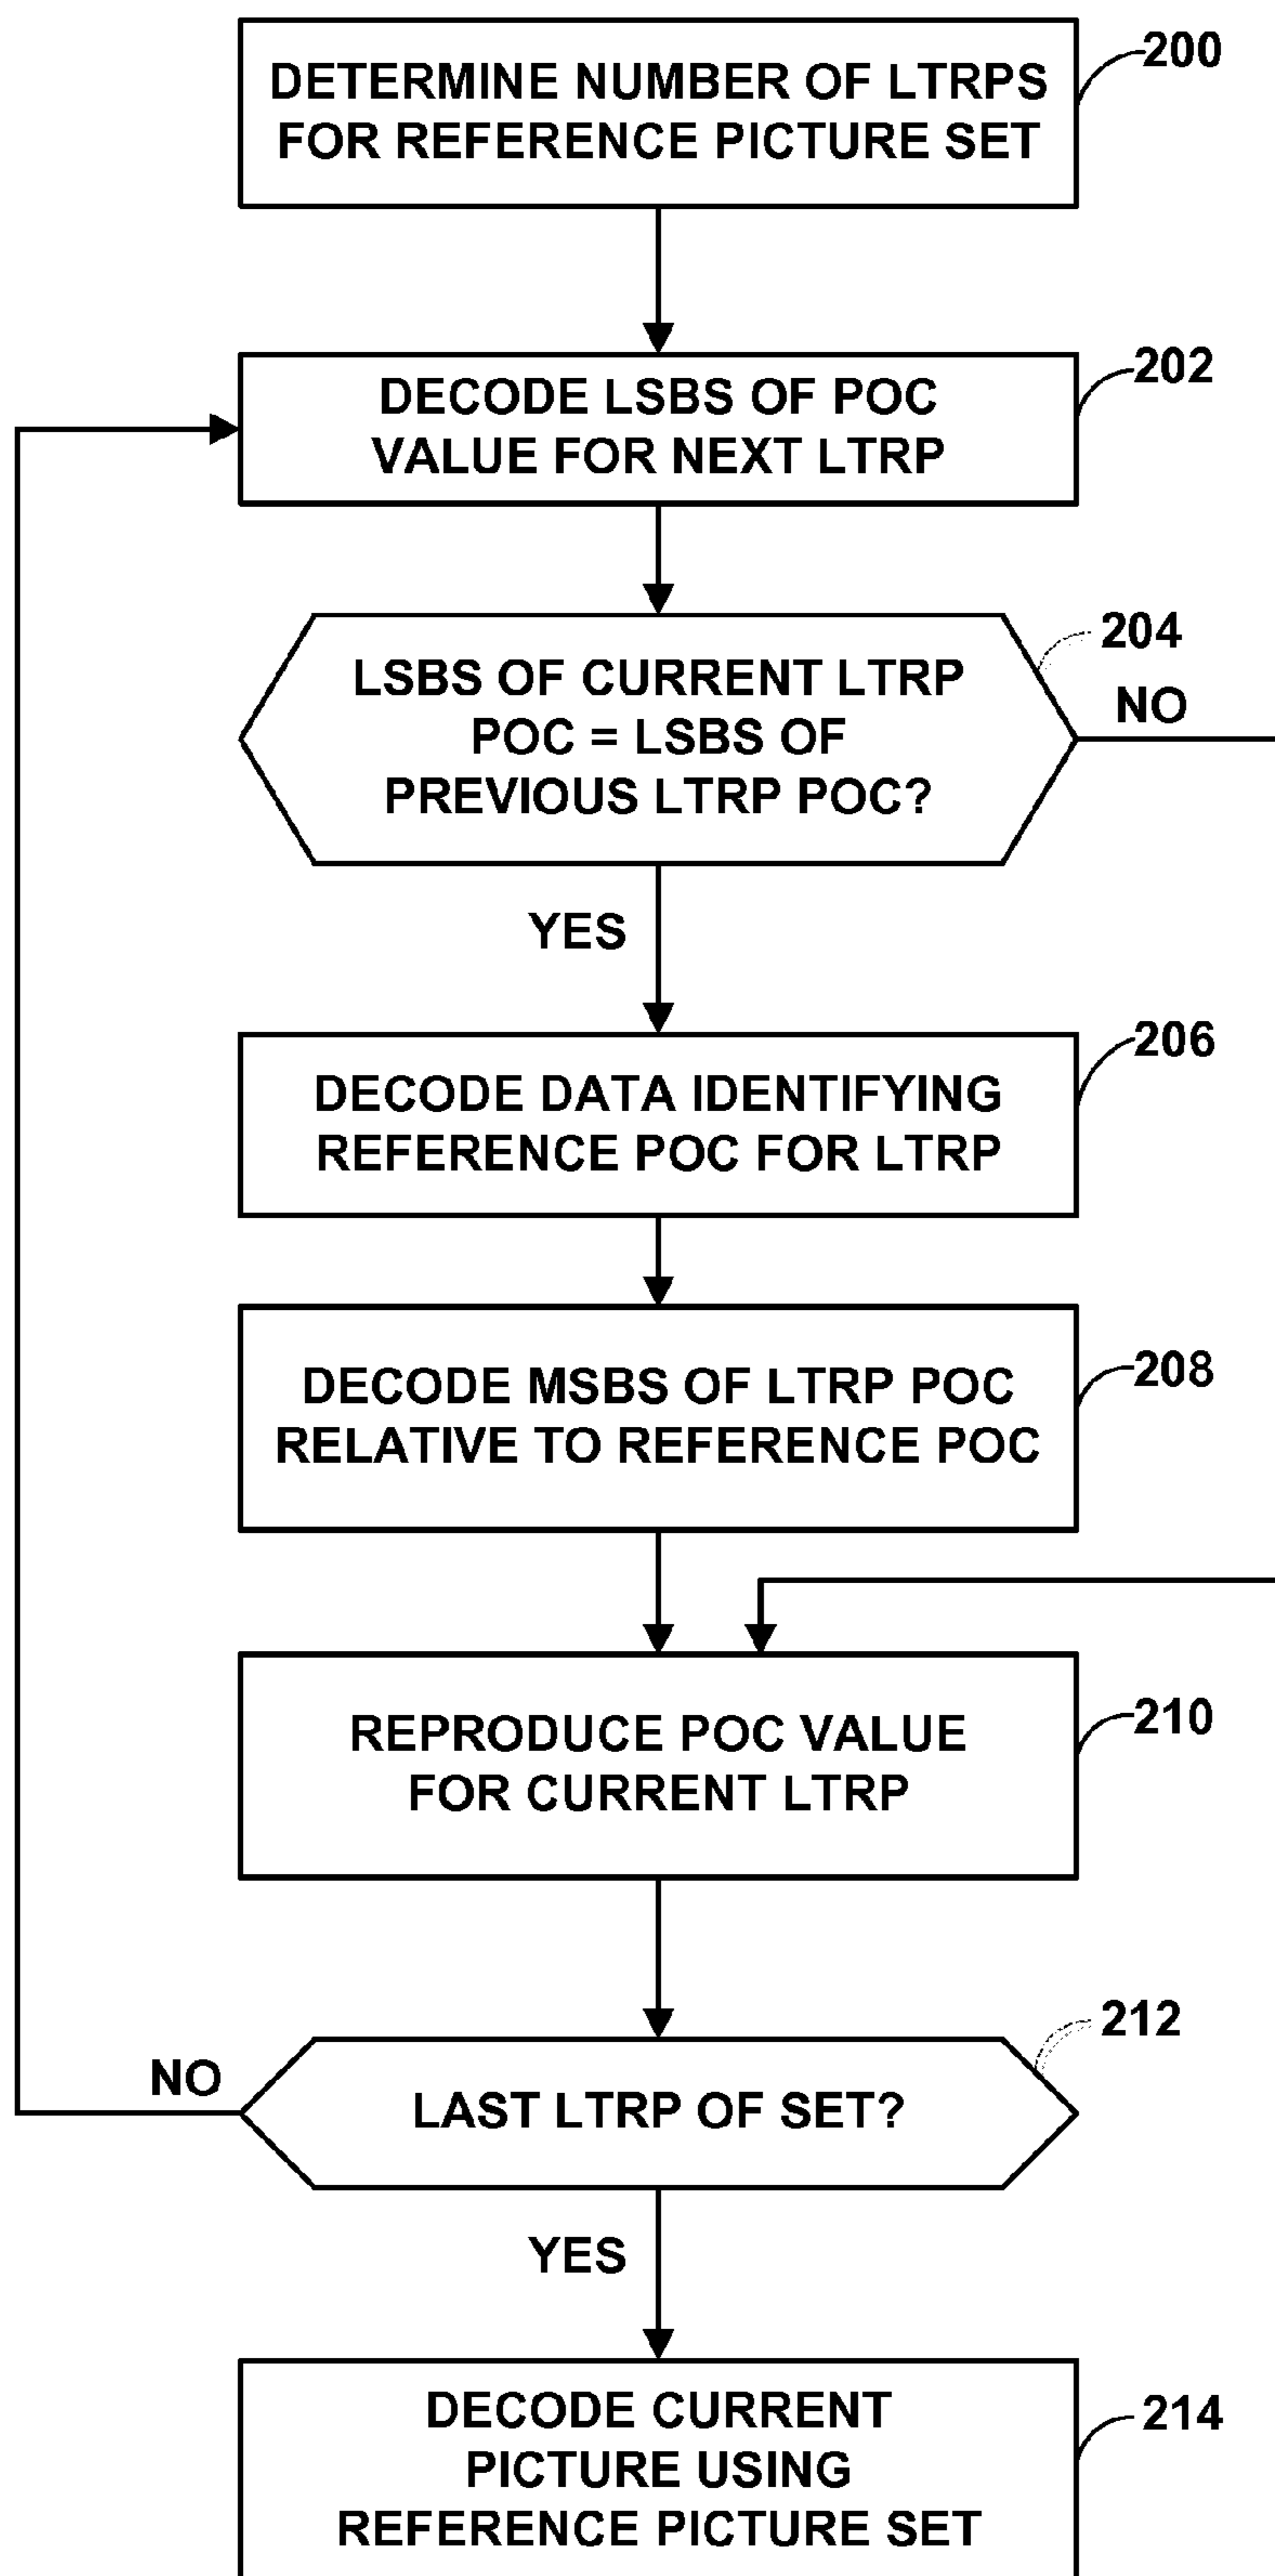 200
DETERMINE NUMBER OF LTRPS
FOR REFERENCE PICTURE SET
202
DECODE LSBS OF POC
VALUE FOR NEXT LTRP
204
NO
LSBS OF CURRENT LTRP
POC = LSBS OF
PREVIOUS LTRP POC?
YES
206
DECODE DATA IDENTIFYING
REFERENCE POC FOR LTRP
208
DECODE MSBS OF LTRP POC
RELATIVE TO REFERENCE POC
210
REPRODUCE POC VALUE
FOR CURRENT LTRP
212
NO
LAST LTRP OF SET?
YES
214
DECODE CURRENT
PICTURE USING
REFERENCE PICTURE SET